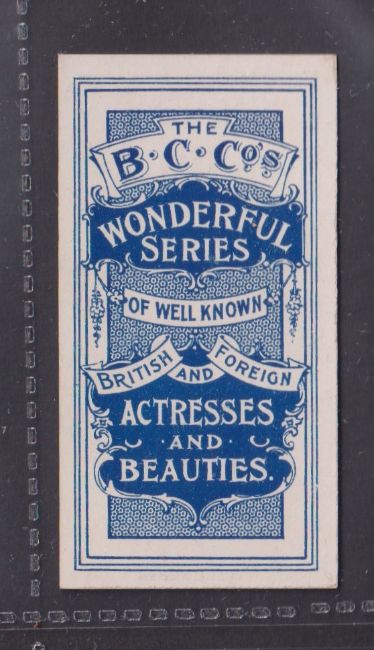 THE
B·C·Co's
WONDERFUL
SERIES
OF WELL KNOWN
BRITISH AND FOREIGN
ACTRESSES
·AND·
BEAUTIES.